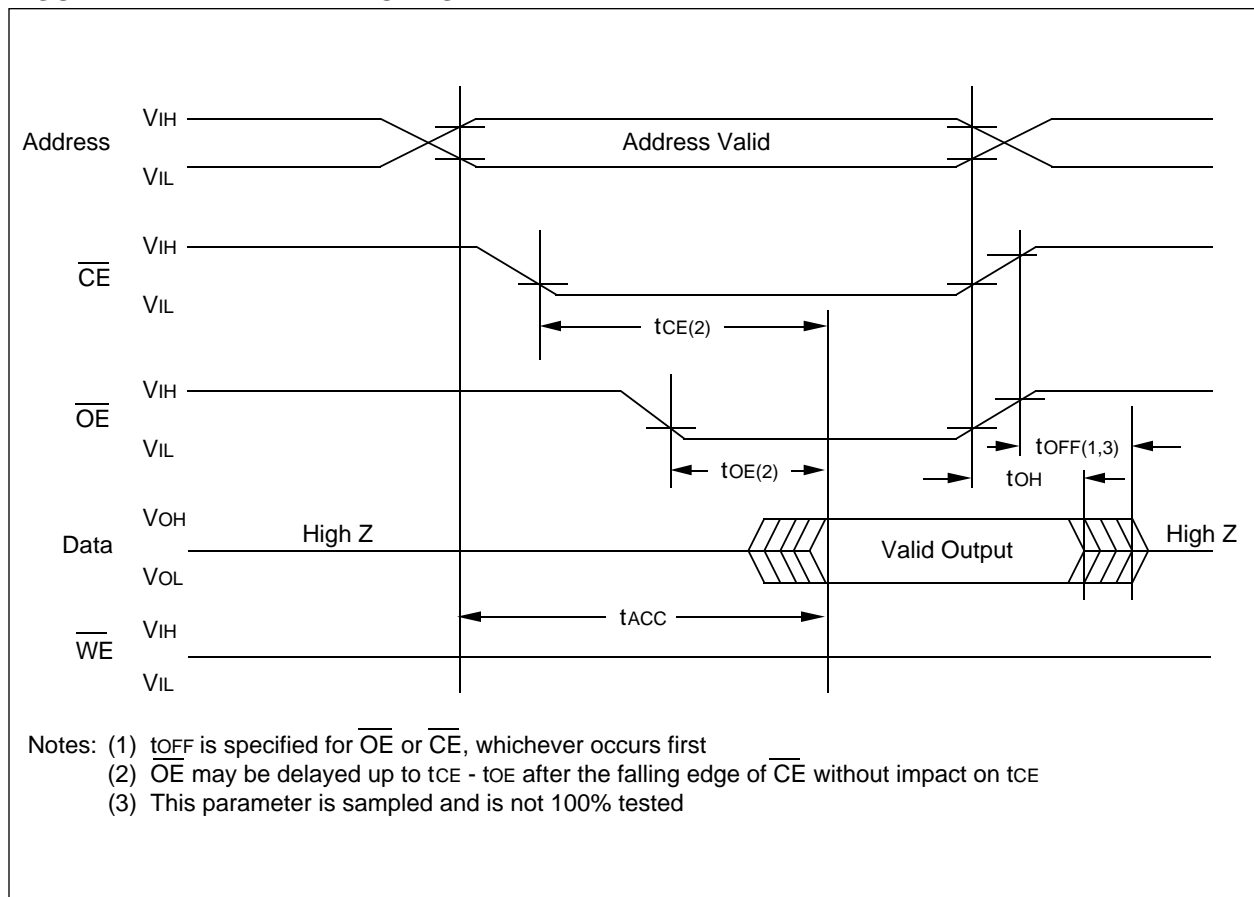 VIH
Address
Address Valid
VIL
VIH
CE
VIL
tCE(2)
VIH
OE
VIL
tOFF(1,3)
tOE(2)
tOH
VOH
High Z
Data
Valid Output
High Z
VOL
tACC
VIH
WE
VIL
Notes: (1) tOFF is specified for OE or CE, whichever occurs first
(2) OE may be delayed up to tCE - tOE after the falling edge of CE without impact on tCE
(3) This parameter is sampled and is not 100% tested